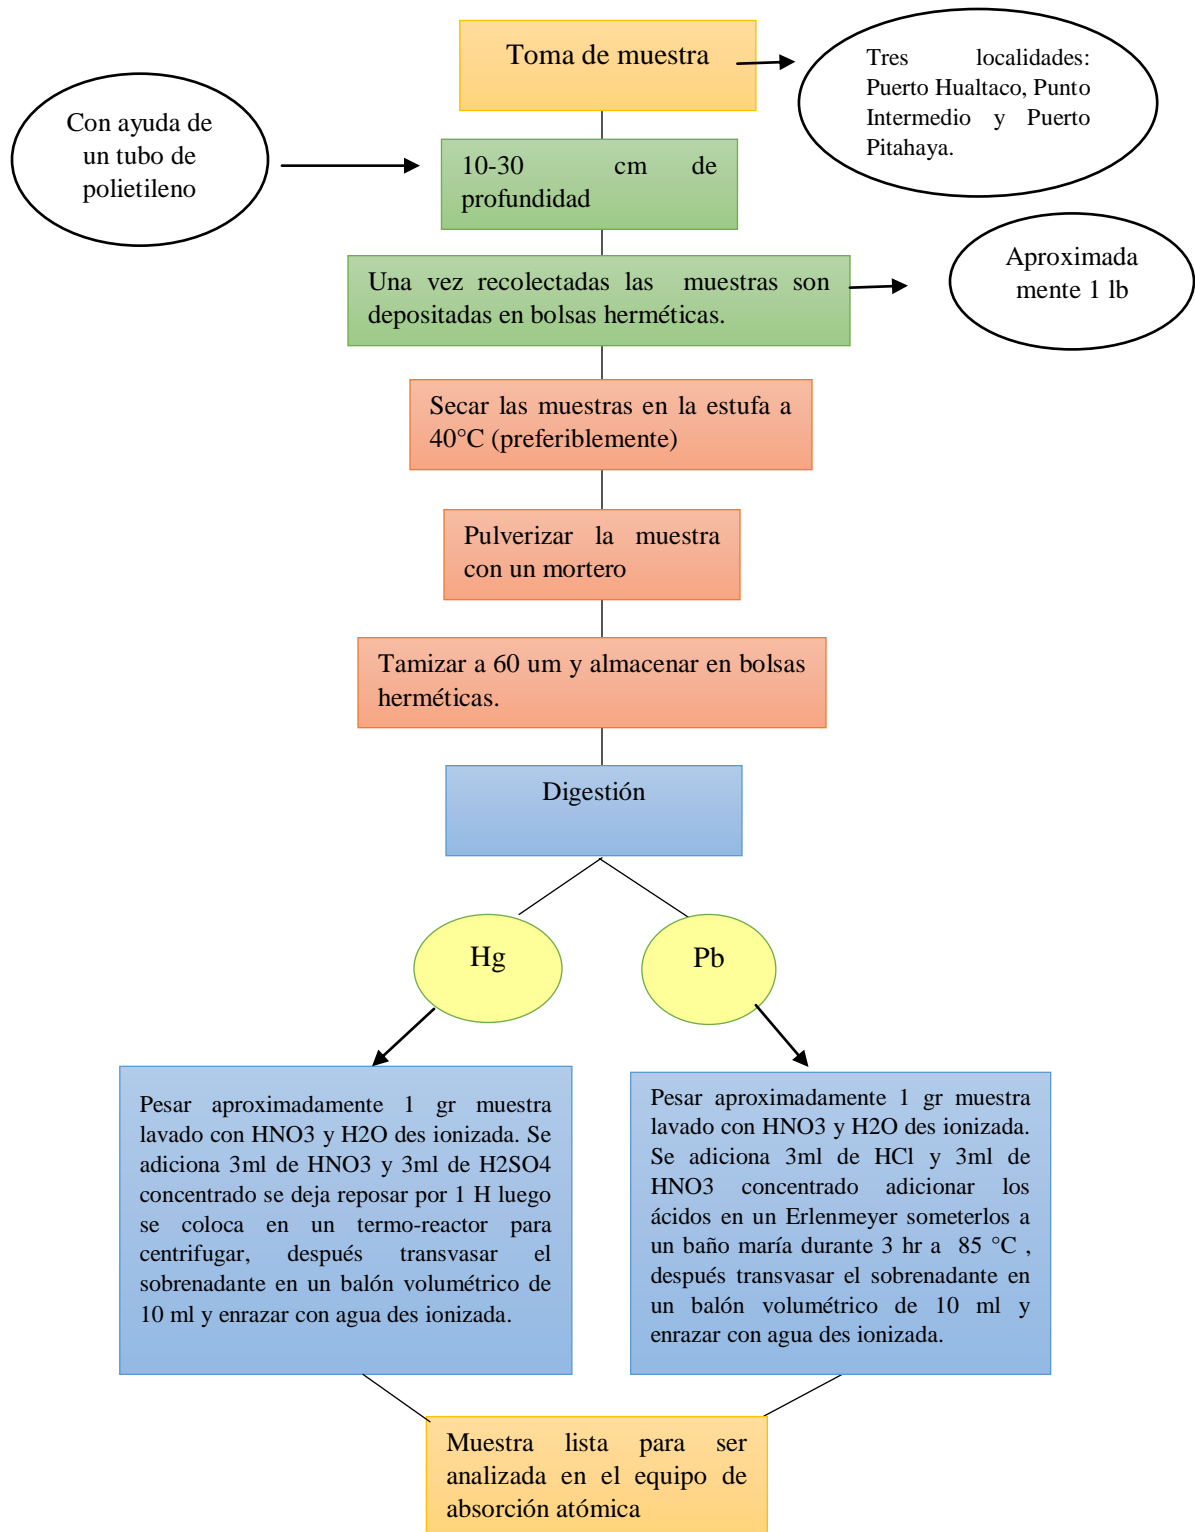 Toma de muestra
Tres localidades:
Puerto Hualtaco, Punto
Intermedio y Puerto
Pitahaya.
Con ayuda de
un tubo de
polietileno
10-30 cm de
profundidad
Una vez recolectadas las muestras son
depositadas en bolsas herméticas.
Aproximada
mente 1 lb
Secar las muestras en la estufa a
40°C (preferiblemente)
Pulverizar la muestra
con un mortero
Tamizar a 60 um y almacenar en bolsas
herméticas.
Digestión
Hg
Pb
Pesar aproximadamente 1 gr muestra
lavado con HNO3 y H2O des ionizada. Se
adiciona 3ml de HNO3 y 3ml de H2SO4
concentrado se deja reposar por 1 H luego
se coloca en un termo-reactor para
centrifugar, después transvasar el
sobrenadante en un balón volumétrico de
10 ml y enrazar con agua des ionizada.
Pesar aproximadamente 1 gr muestra
lavado con HNO3 y H2O des ionizada.
Se adiciona 3ml de HCl y 3ml de
HNO3 concentrado adicionar los
ácidos en un Erlenmeyer someterlos a
un baño maría durante 3 hr a 85 °C ,
después transvasar el sobrenadante en
un balón volumétrico de 10 ml y
enrazar con agua des ionizada.
Muestra lista para ser
analizada en el equipo de
absorción atómica